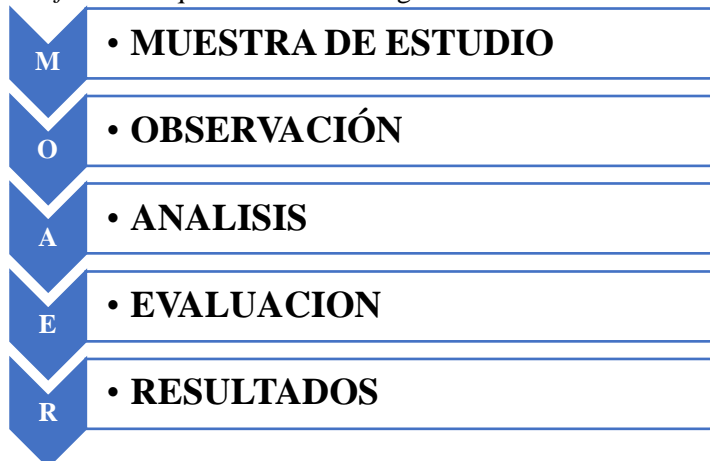 M
• MUESTRA DE ESTUDIO
O
• OBSERVACIÓN
A
• ANALISIS
E
• EVALUACION
R
• RESULTADOS